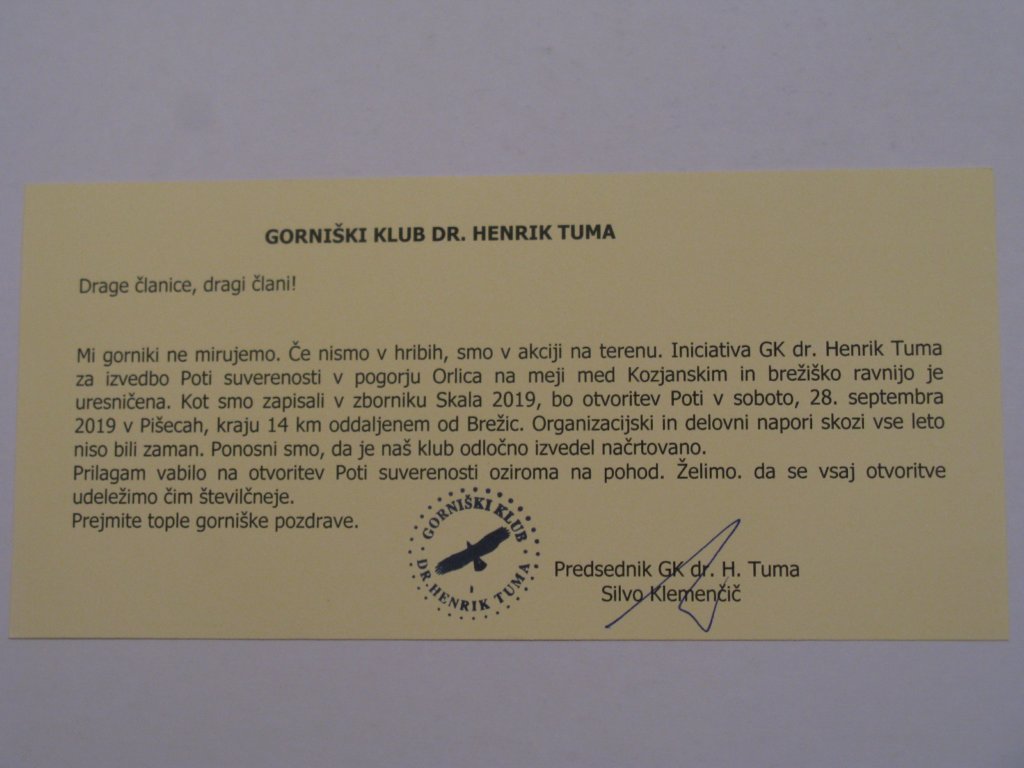 GORNIŠKI KLUB DR. HENRIK TUMA
Drage članice, dragi člani!
Mi gorniki ne mirujemo. Če nismo v hribih, smo v akciji na terenu. Iniciativa GK dr. Henrik Tuma
za izvedbo Poti suverenosti v pogorju Orlica na meji med Kozjanskim in brežiško ravnijo je
uresničena. Kot smo zapisali v zborniku Skala 2019, bo otvoritev Poti v soboto, 28. septembra
2019 v Pišecah, kraju 14 km oddaljenem od Brežic. Organizacijski in delovni napori skozi vse leto
niso bili zaman. Ponosni smo, da je naš klub odločno izvedel načrtovano.
Prilagam vabilo na otvoritev Poti suverenosti oziroma na pohod. Želimo. da se vsaj otvoritve
udeležimo čim številčneje.
Prejmite tople gorniške pozdrave.
GORNIŠKI KLUB
DR. HENRIK TUMA
Predsednik GK dr. H. Tuma
Silvo Klemenčič